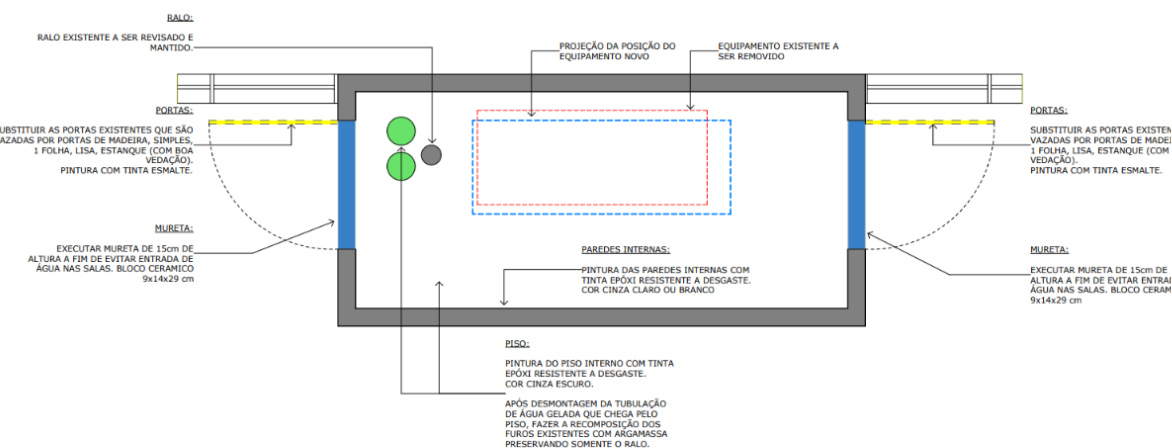 RALO:
RALO EXISTENTE A SER REVISADO E
MANTIDO.
PROJEÇÃO DA POSIÇÃO DO
EQUIPAMENTO NOVO
EQUIPAMENTO EXISTENTE A
SER REMOVIDO
PORTAS:
UBSTITUIR AS PORTAS EXISTENTES QUE SÃO
VAZADAS POR PORTAS DE MADEIRA, SIMPLES,
1 FOLHA, LISA, ESTANQUE (COM BOA
VEDAÇÃO).
PINTURA COM TINTA ESMALTE.
MURETA:
EXECUTAR MURETA DE 15cm DE
ALTURA A FIM DE EVITAR ENTRADA DE
ÁGUA NAS SALAS. BLOCO CERAMICO
9x14x29 cm
PAREDES INTERNAS:
PINTURA DAS PAREDES INTERNAS COM
TINTA EPÓXI RESISTENTE A DESGASTE.
COR CINZA CLARO OU BRANCO
PORTAS:
SUBSTITUIR AS PORTAS EXISTEN
VAZADAS POR PORTAS DE MADEI
1 FOLHA, LISA, ESTANQUE (COM
VEDAÇÃO).
PINTURA COM TINTA ESMALTE.
MURETA:
EXECUTAR MURETA DE 15cm DE
ALTURA A FIM DE EVITAR ENTRA
ÁGUA NAS SALAS. BLOCO CERAM
9x14x29 cm
PISO:
PINTURA DO PISO INTERNO COM TINTA
EPÓXI RESISTENTE A DESGASTE.
COR CINZA ESCURO.
APÓS DESMONTAGEM DA TUBULAÇÃO
DE ÁGUA GELADA QUE CHEGA PELO
PISO, FAZER A RECOMPOSIÇÃO DOS
FUROS EXISTENTES COM ARGAMASSA
PRESERVANDO SOMENTE O RALO.